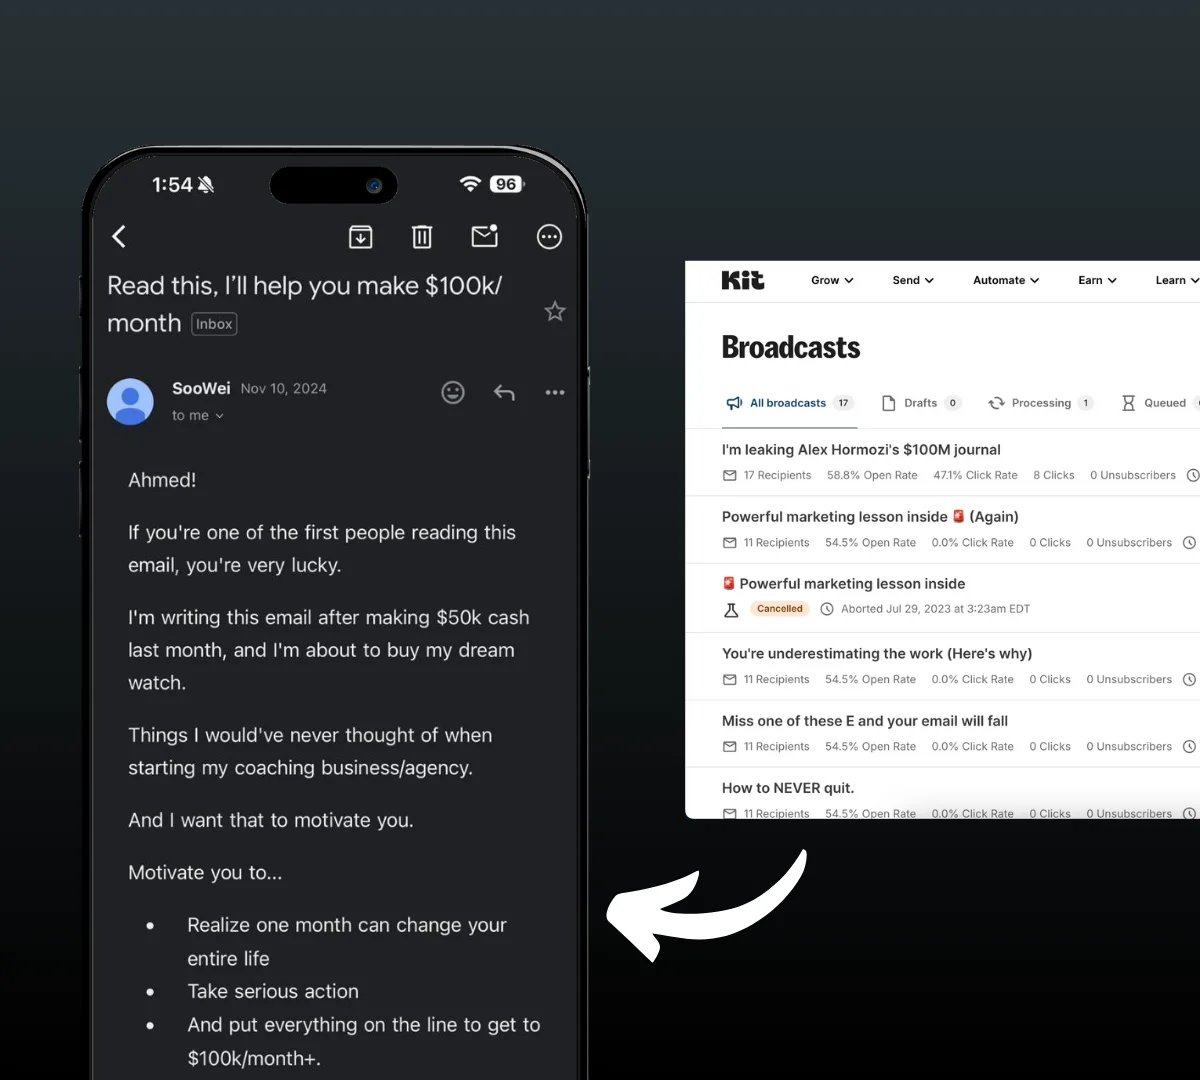 1:54
96
Read this, I’ll help you make $100k/
month Inbox
SooWei Nov 10, 2024
to me
Ahmed!
If you're one of the first people reading this
email, you're very lucky.
I'm writing this email after making $50k cash
last month, and I'm about to buy my dream
watch.
Things I would've never thought of when
starting my coaching business/agency.
And I want that to motivate you.
Motivate you to...
• Realize one month can change your
entire life
• Take serious action
• And put everything on the line to get to
$100k/month+.
Kit Grow Send Automate Earn Learn
Broadcasts
All broadcasts 17 Drafts 0 Processing 1 Queued
I'm leaking Alex Hormozi's $100M journal
17 Recipients 58.8% Open Rate 47.1% Click Rate 8 Clicks 0 Unsubscribers
Powerful marketing lesson inside 🚨 (Again)
11 Recipients 54.5% Open Rate 0.0% Click Rate 0 Clicks 0 Unsubscribers
🚨 Powerful marketing lesson inside
Cancelled Aborted Jul 29, 2023 at 3:23am EDT
You're underestimating the work (Here's why)
11 Recipients 54.5% Open Rate 0.0% Click Rate 0 Clicks 0 Unsubscribers
Miss one of these E and your email will fall
11 Recipients 54.5% Open Rate 0.0% Click Rate 0 Clicks 0 Unsubscribers
How to NEVER quit.
11 Recipients 54.5% Open Rate 0.0% Click Rate 0 Clicks 0 Unsubscribers